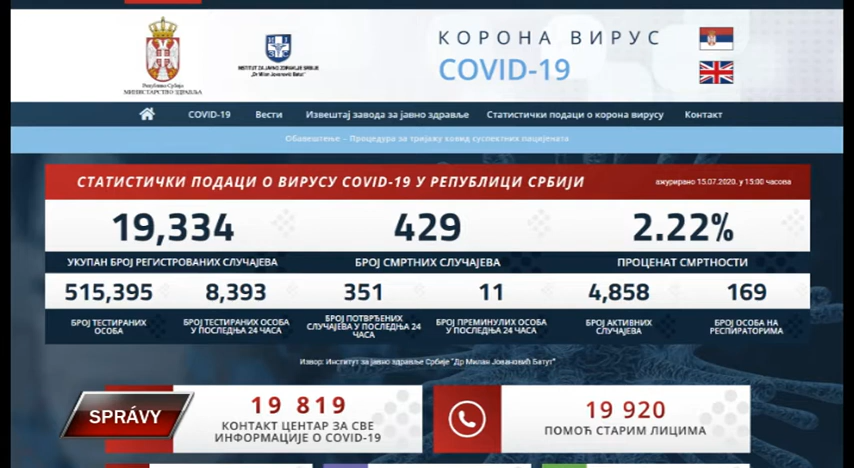 Република Србија
МИНИСТАРСТВО ЗДРАВЉА
ИНСТИТУТ ЗА ЈАВНО ЗДРАВЉЕ СРБИЈЕ
„Др Милан Јовановић Батут"
КОРОНА ВИРУС
COVID-19
COVID-19 Вести Извештај завода за јавно здравље Статистички подаци о корона вирусу Контакт
Обавештење – Процедура за тријажу ковид суспектних пацијената
СТАТИСТИЧКИ ПОДАЦИ О ВИРУСУ COVID-19 У РЕПУБЛИЦИ СРБИЈИ
ажурирано 15.07.2020. у 15:00 часова
19,334 429 2.22%
УКУПАН БРОЈ РЕГИСТРОВАНИХ СЛУЧАЈЕВА БРОЈ СМРТНИХ СЛУЧАЈЕВА ПРОЦЕНАТ СМРТНОСТИ
515,395 8,393 351 11 4,858 169
БРОЈ ТЕСТИРАНИХ
ОСОБА
БРОЈ ТЕСТИРАНИХ ОСОБА
У ПОСЛЕДЊА 24 ЧАСА
БРОЈ ПОТВРЂЕНИХ
СЛУЧАЈЕВА У ПОСЛЕДЊА 24
ЧАСА
БРОЈ ПРЕМИНУЛИХ ОСОБА
У ПОСЛЕДЊА 24 ЧАСА
БРОЈ АКТИВНИХ
СЛУЧАЈЕВА
БРОЈ ОСОБА НА
РЕСПИРАТОРИМА
Извор: Институт за јавно здравље Србије "Др Милан Јовановић Батут"
SPRÁVY
19 819
КОНТАКТ ЦЕНТАР ЗА СВЕ
ИНФОРМАЦИЈЕ О COVID-19
19 920
ПОМОЋ СТАРИМ ЛИЦИМА